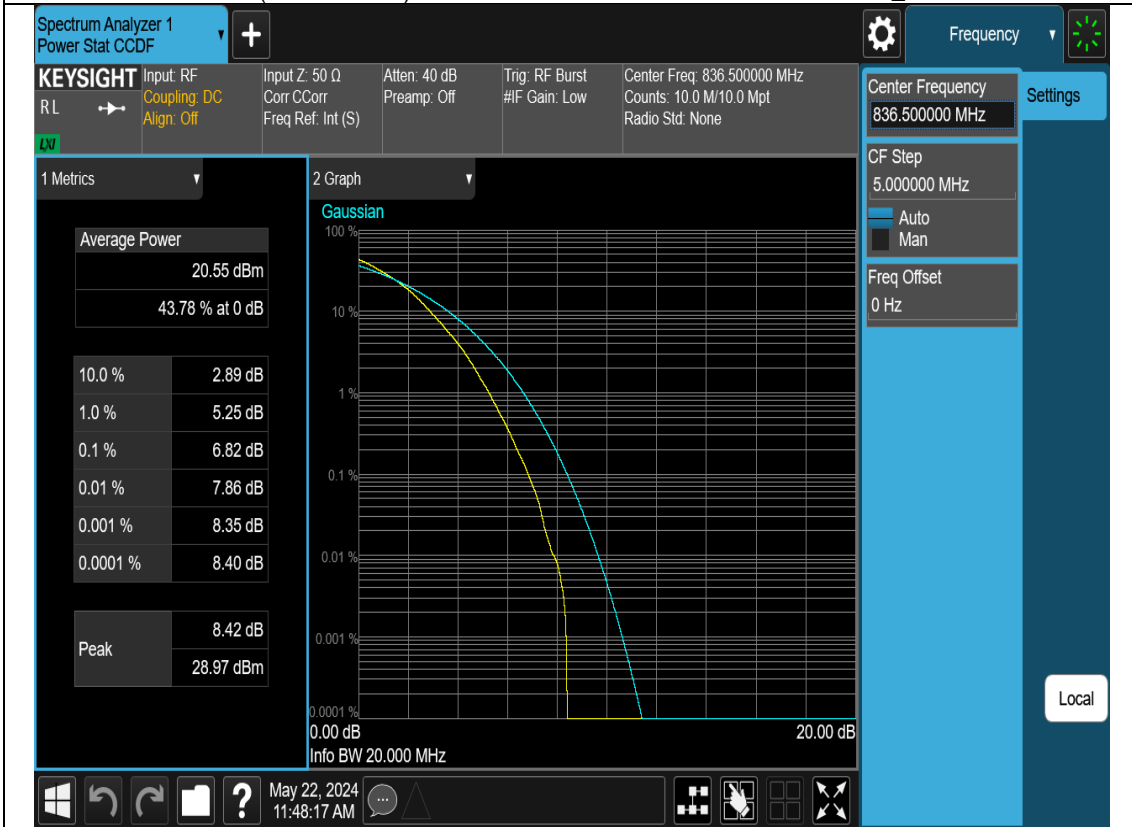 Spectrum Analyzer 1
Power Stat CCDF
+
Frequency
KEYSIGHT
RL
LXI
Input: RF
Coupling: DC
Align: Off
Input Z: 50 Ω
Corr CCorr
Freq Ref: Int (S)
Atten: 40 dB
Preamp: Off
Trig: RF Burst
#IF Gain: Low
Center Freq: 836.500000 MHz
Counts: 10.0 M/10.0 Mpt
Radio Std: None
Center Frequency
836.500000 MHz
Settings
CF Step
5.000000 MHz
Auto
Man
Freq Offset
0 Hz
Local
1 Metrics
Average Power
20.55 dBm
43.78 % at 0 dB
10.0 % 2.89 dB
1.0 % 5.25 dB
0.1 % 6.82 dB
0.01 % 7.86 dB
0.001 % 8.35 dB
0.0001 % 8.40 dB
Peak
8.42 dB
28.97 dBm
2 Graph
Gaussian
100 %
10 %
1 %
0.1 %
0.01 %
0.001 %
0.0001 %
0.00 dB 20.00 dB
Info BW 20.000 MHz
?
May 22, 2024
11:48:17 AM